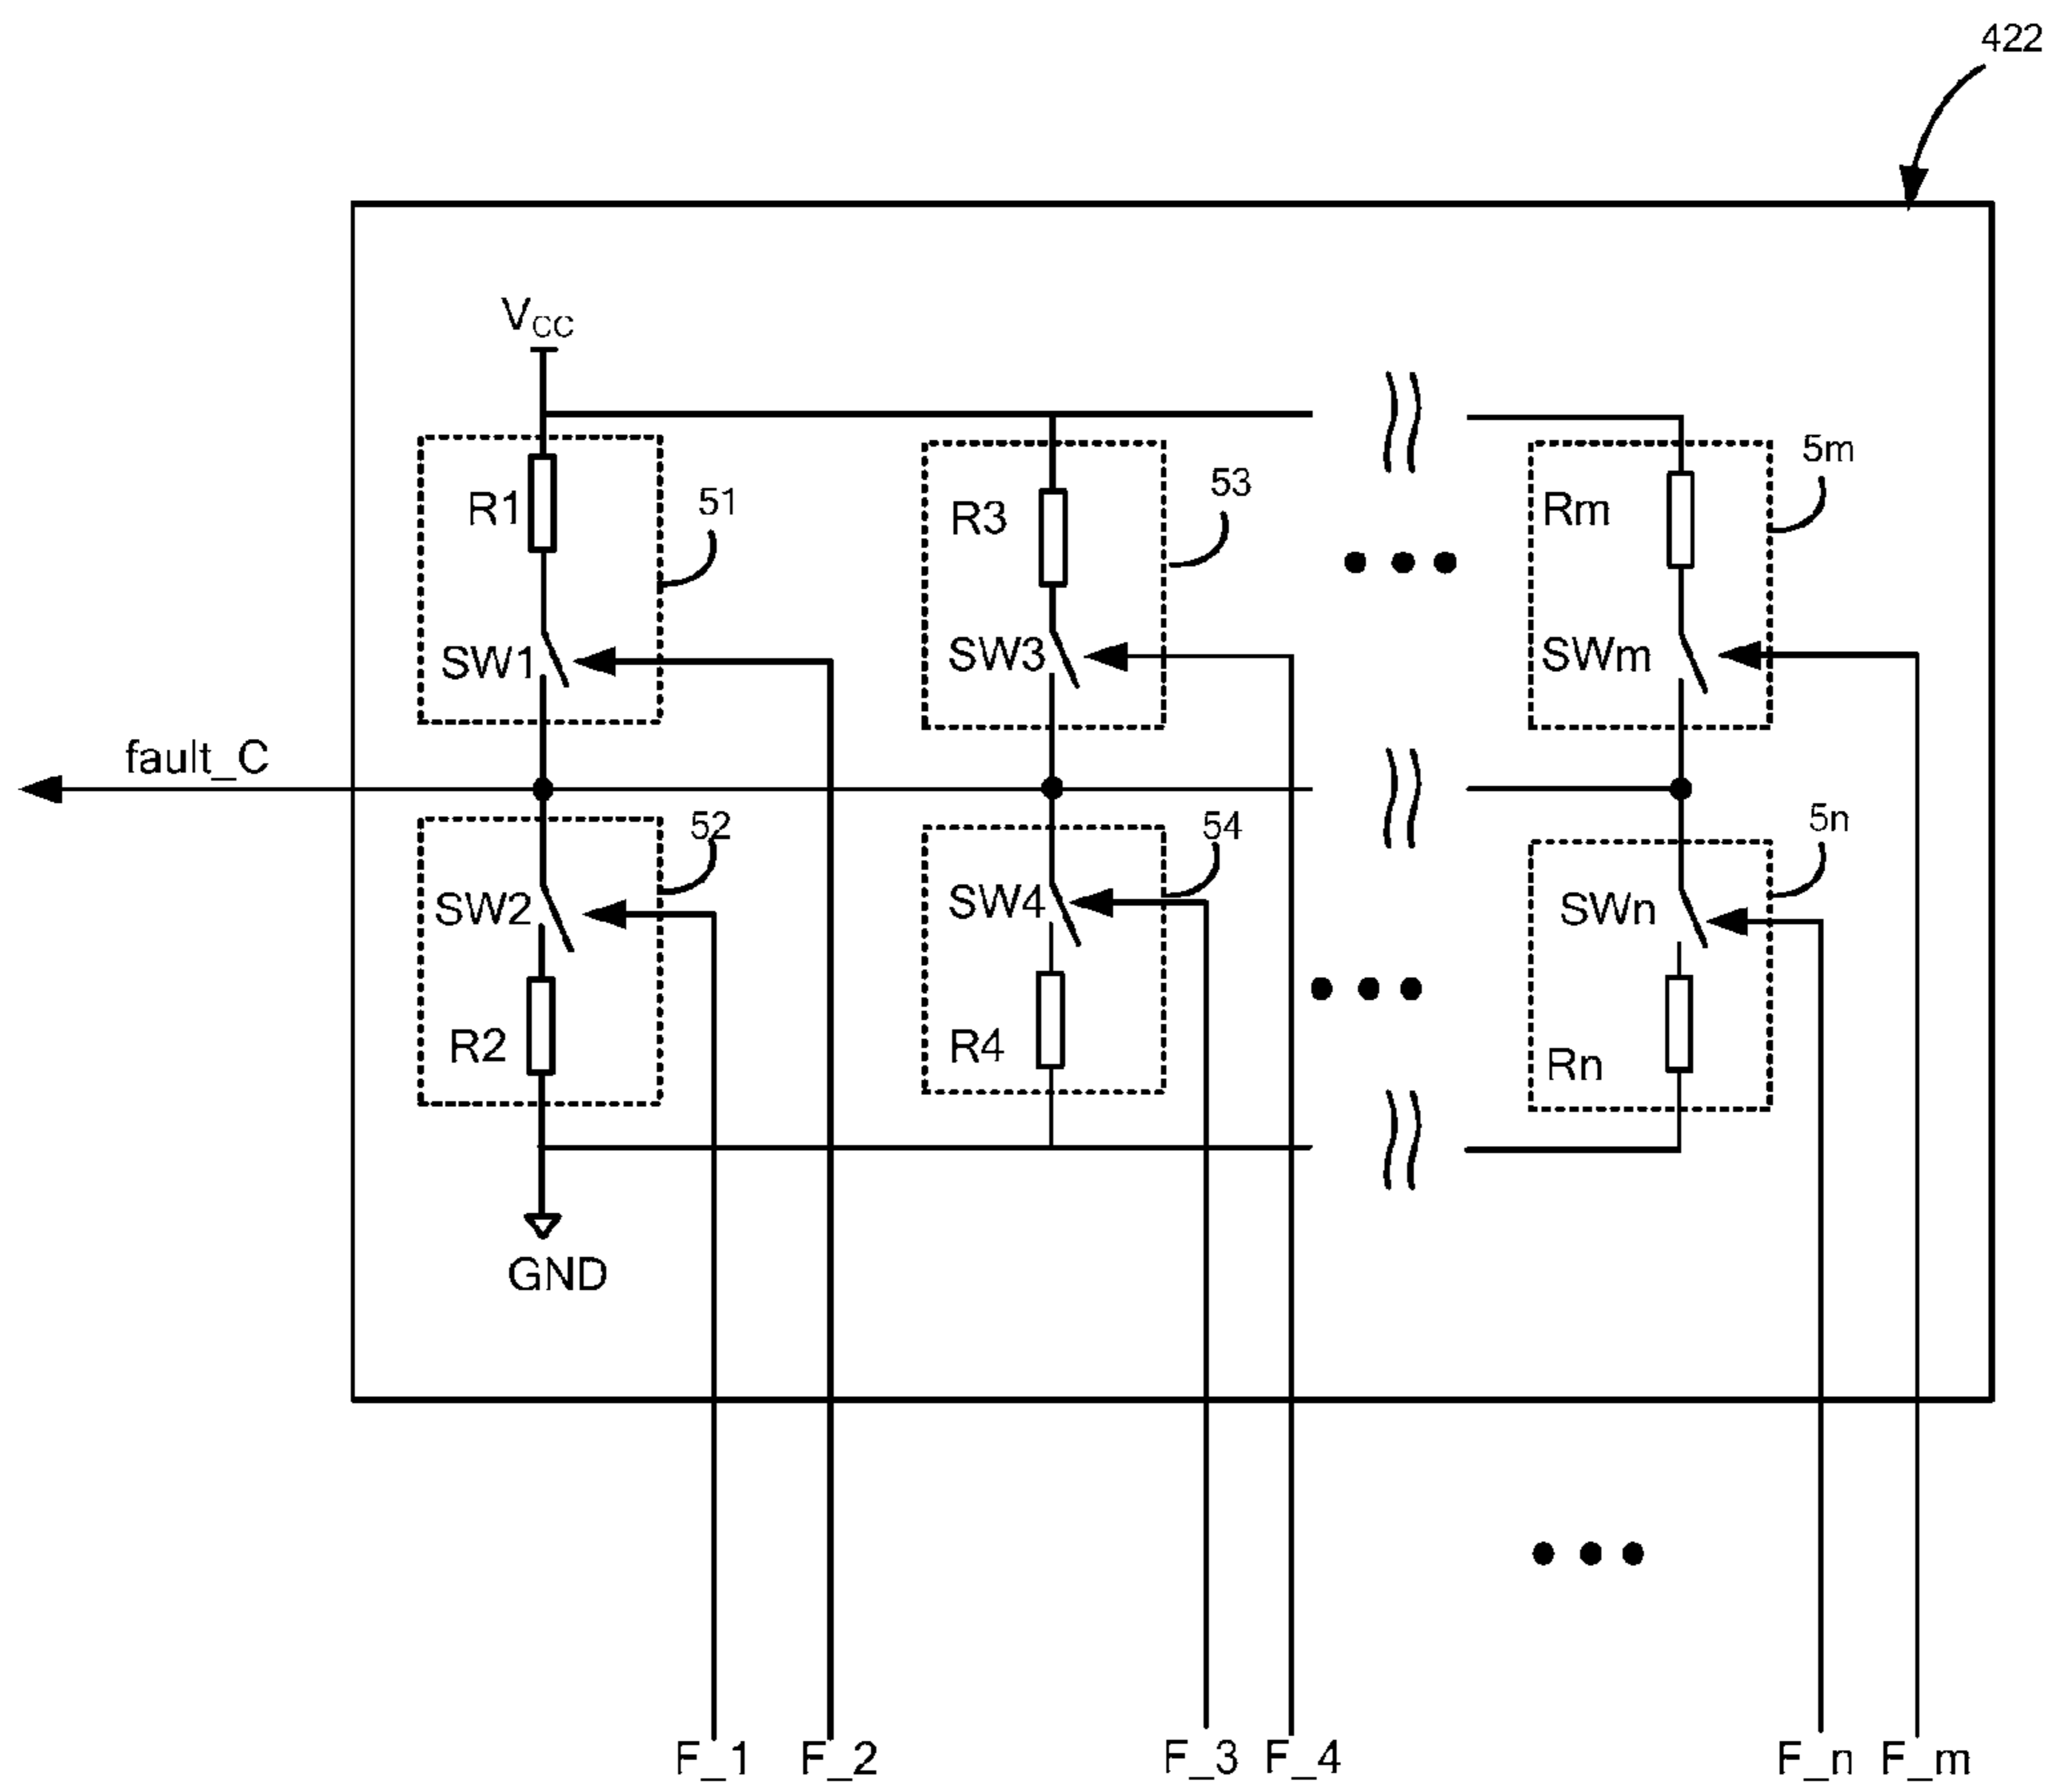 422
VCC
R1
51
R3
53
Rm
5m
SW1
SW3
SWm
fault_C
52
54
5n
SW2
SW4
SWn
R2
R4
Rn
GND
F_1
F_2
F_3
F_4
F_n
F_m